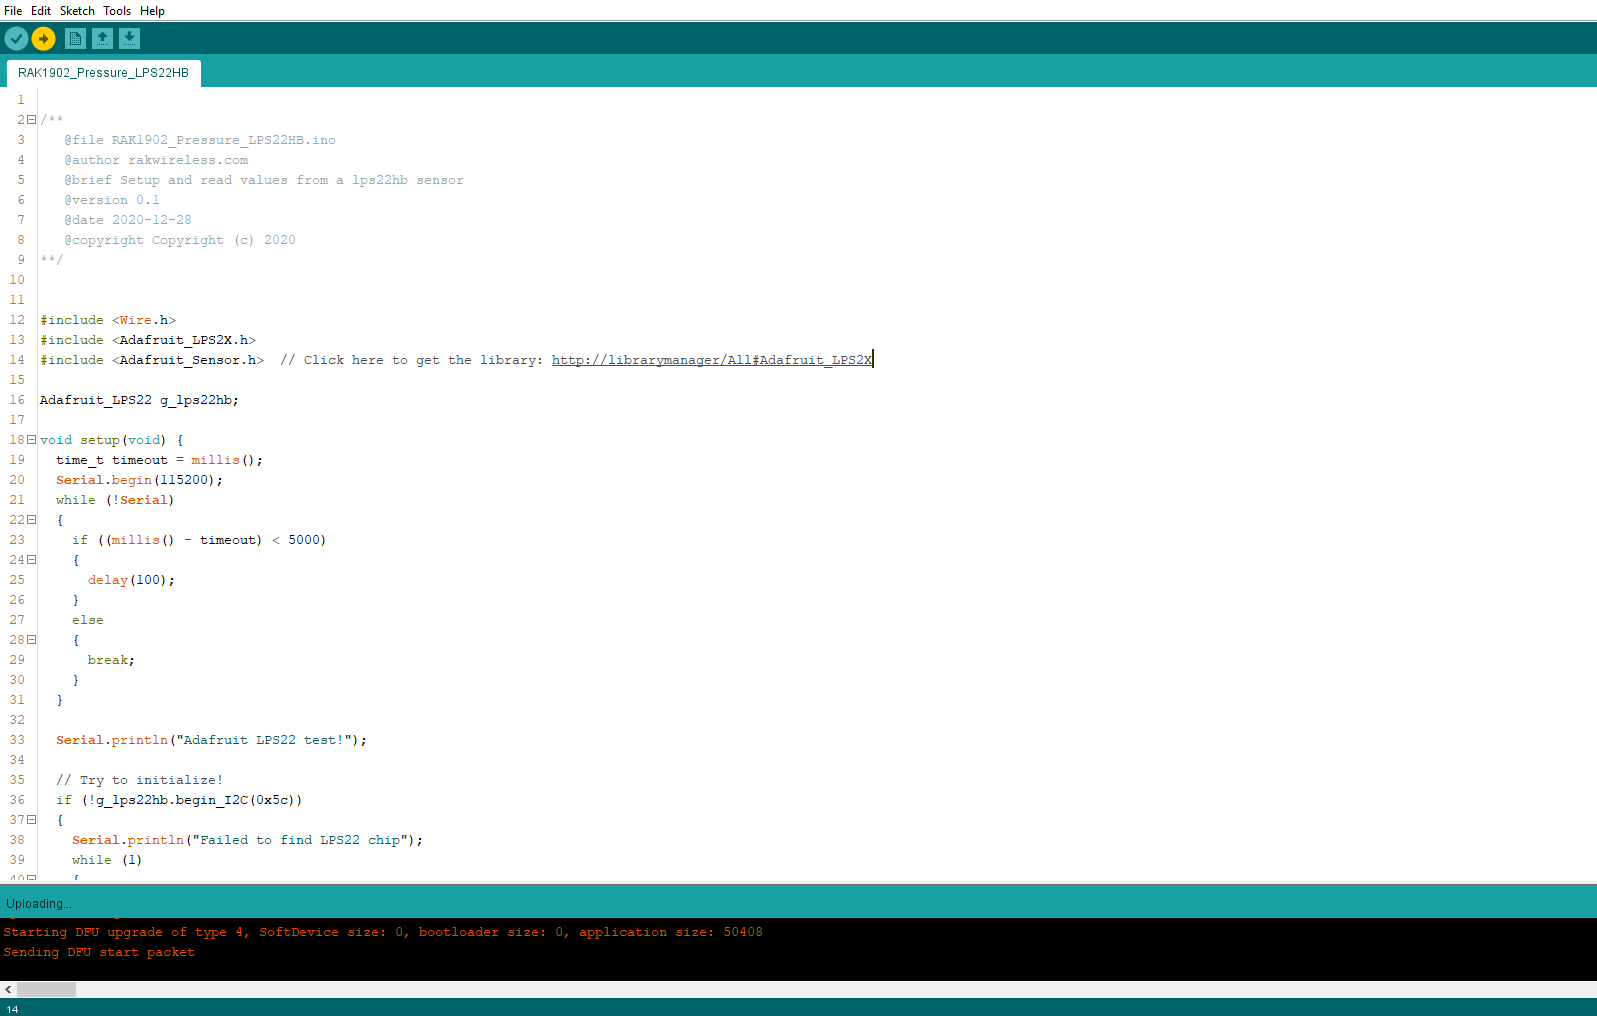 File Edit Sketch Tools Help
RAK1902_Pressure_LPS22HB
1
2 /**
3 @file RAK1902_Pressure_LPS22HB.ino
4 @author rakwireless.com
5 @brief Setup and read values from a lps22hb sensor
6 @version 0.1
7 @date 2020-12-28
8 @copyright Copyright (c) 2020
9 **/
10
11
12 #include <Wire.h>
13 #include <Adafruit_LPS2X.h>
14 #include <Adafruit_Sensor.h>  // Click here to get the library: http://librarymanager/All#Adafruit_LPS2X
15
16 Adafruit_LPS22 g_lps22hb;
17
18 void setup(void) {
19 time_t timeout = millis();
20 Serial.begin(115200);
21 while (!Serial)
22 {
23 if ((millis() - timeout) < 5000)
24 {
25 delay(100);
26 }
27 else
28 {
29 break;
30 }
31 }
32
33 Serial.println("Adafruit LPS22 test!");
34
35 // Try to initialize!
36 if (!g_lps22hb.begin_I2C(0x5c))
37 {
38 Serial.println("Failed to find LPS22 chip");
39 while (1)
40 {
Uploading...
Starting DFU upgrade of type 4, SoftDevice size: 0, bootloader size: 0, application size: 50408
Sending DFU start packet
14